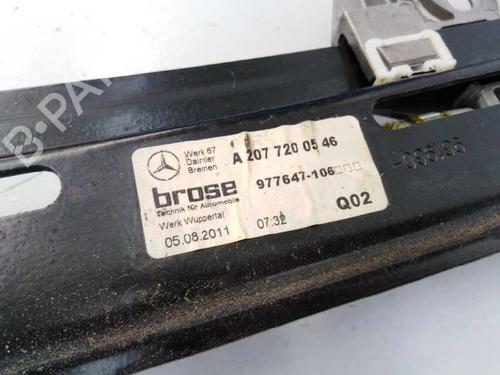 Werk 67
Daimler
Bremen
A 207 720 05 46
brose
Technik für Automobile
977647-106
Werk Wuppertal
05.08.2011
07:32
Q02
B-PARTS